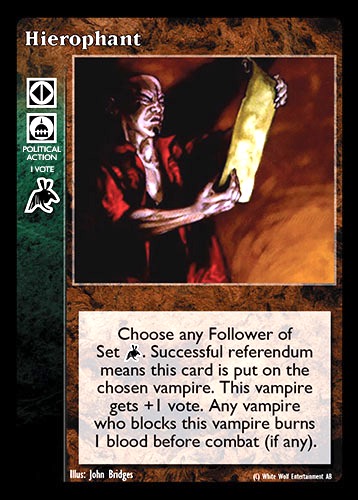 Hierophant
POLITICAL
ACTION
1 VOTE
Choose any Follower of
Set . Successful referendum
means this card is put on the
chosen vampire. This vampire
gets +1 vote. Any vampire
who blocks this vampire burns
1 blood before combat (if any).
Illus: John Bridges
(C) White Wolf Entertainment AB